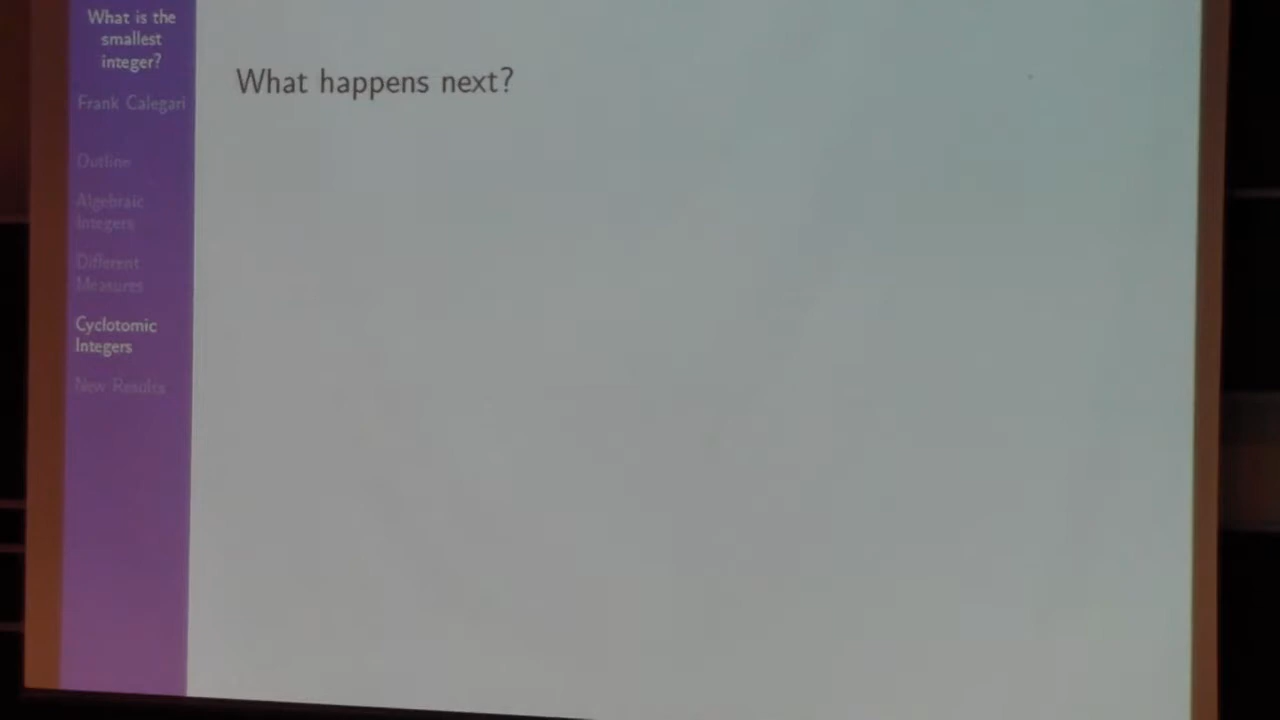 What is the
smallest
integer?
Frank Calegari
Outline
Algebraic
Integers
Different
Measures
Cyclotomic
Integers
New Results
What happens next?